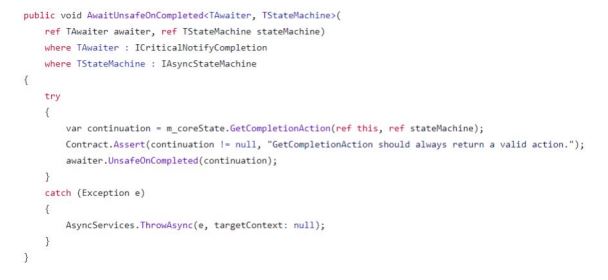 public void AwaitUnsafeOnCompleted<TAwaiter, TStateMachine>(
    ref TAwaiter awaiter, ref TStateMachine stateMachine)
    where TAwaiter : ICriticalNotifyCompletion
    where TStateMachine : IAsyncStateMachine
{
    try
    {
        var continuation = m_coreState.GetCompletionAction(ref this, ref stateMachine);
        Contract.Assert(continuation != null, "GetCompletionAction should always return a valid action.");
        awaiter.UnsafeOnCompleted(continuation);
    }
    catch (Exception e)
    {
        AsyncServices.ThrowAsync(e, targetContext: null);
    }
}